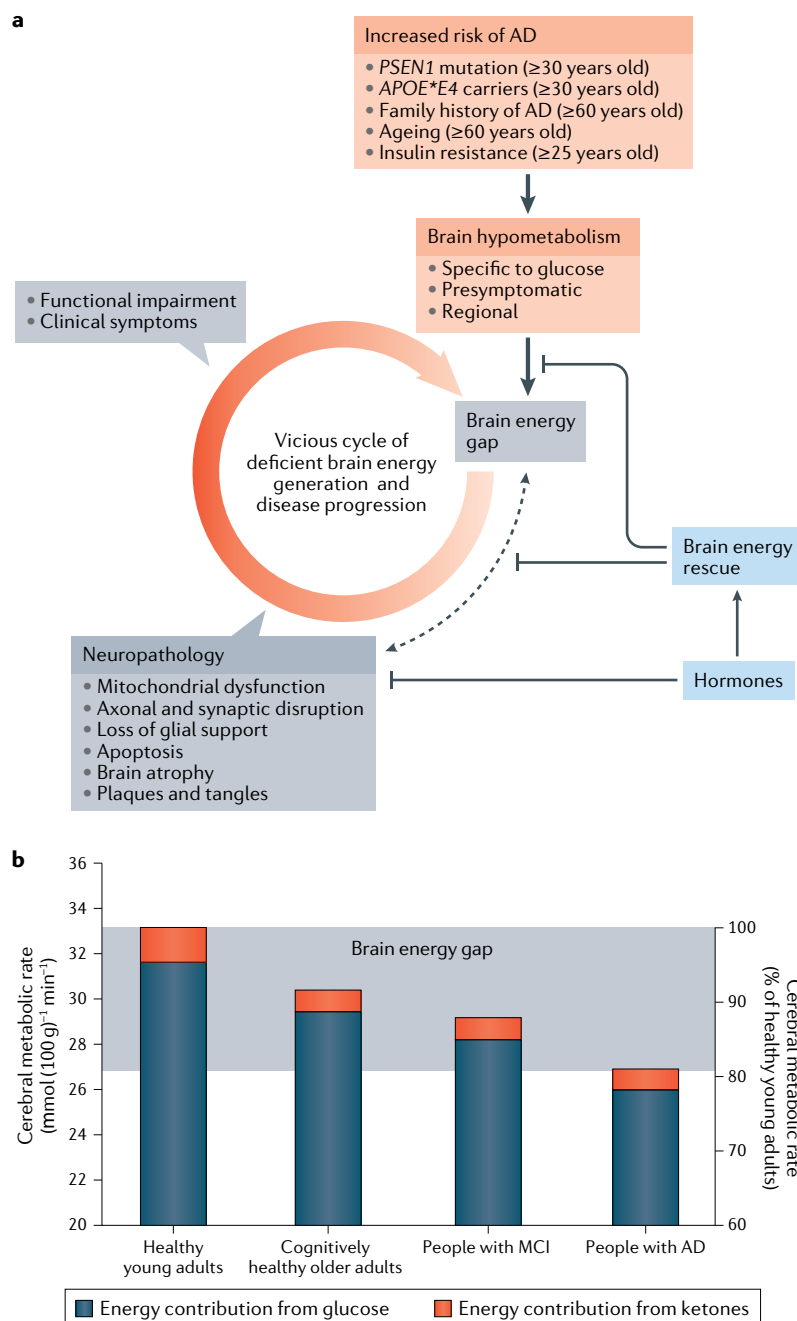 a
Increased risk of AD
• PSEN1 mutation (≥30 years old)
• APOE*E4 carriers (≥30 years old)
• Family history of AD (≥60 years old)
• Ageing (≥60 years old)
• Insulin resistance (≥25 years old)
Brain hypometabolism
• Specific to glucose
• Presymptomatic
• Regional
• Functional impairment
• Clinical symptoms
Brain energy
gap
Vicious cycle of
deficient brain energy
generation and
disease progression
Brain energy
rescue
Hormones
Neuropathology
• Mitochondrial dysfunction
• Axonal and synaptic disruption
• Loss of glial support
• Apoptosis
• Brain atrophy
• Plaques and tangles
b
Cerebral metabolic rate
(mmol (100 g)⁻¹ min⁻¹)
36
34
32
30
28
26
24
22
20
Brain energy gap
100
90
80
70
60
Cerebral metabolic rate
(% of healthy young adults)
Healthy
young adults
Cognitively
healthy older adults
People with MCI
People with AD
Energy contribution from glucose
Energy contribution from ketones